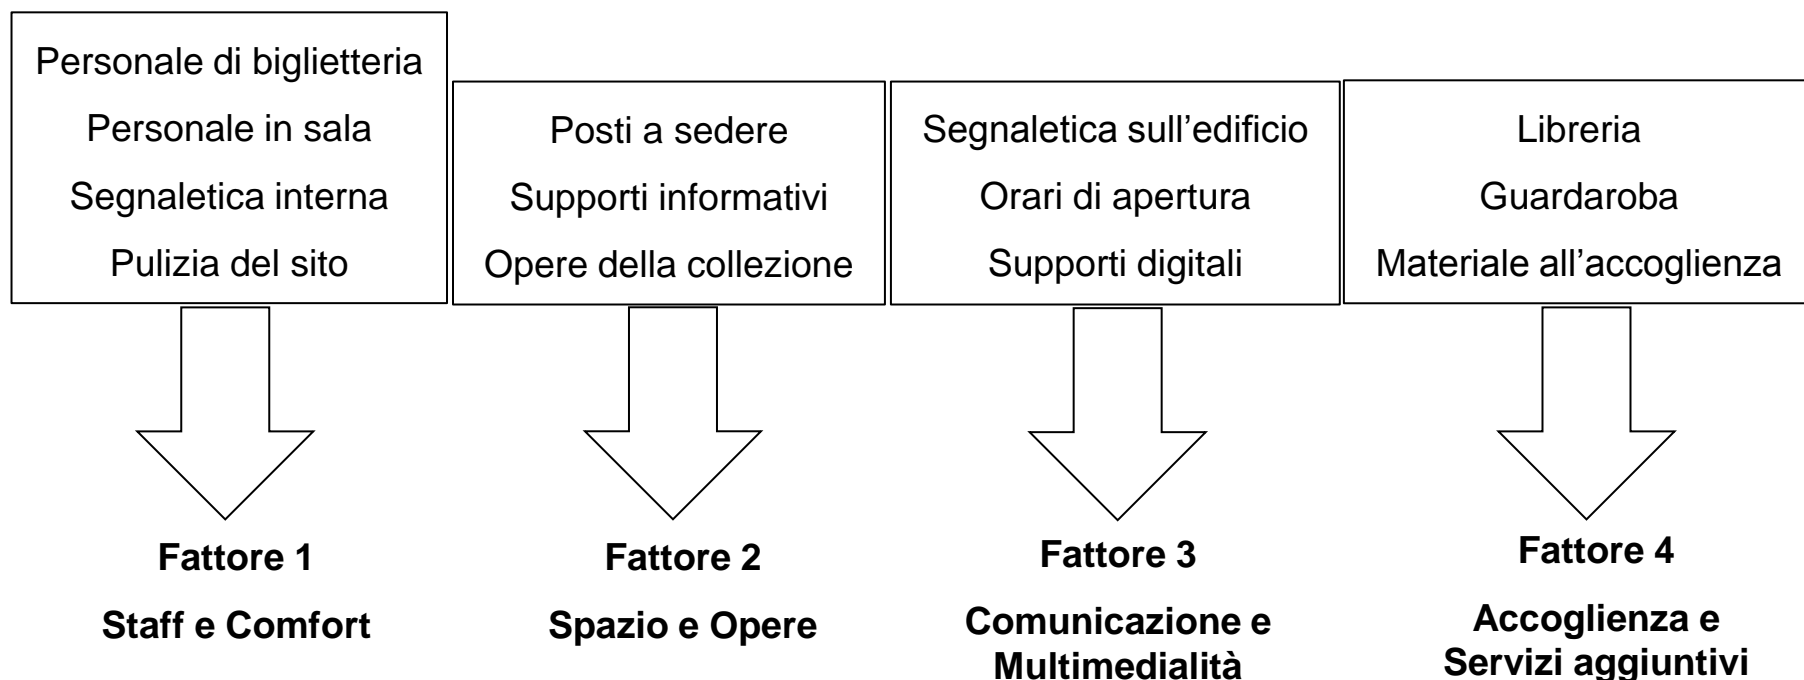 Personale di biglietteria
Personale in sala
Segnaletica interna
Pulizia del sito
Posti a sedere
Supporti informativi
Opere della collezione
Segnaletica sull’edificio
Orari di apertura
Supporti digitali
Libreria
Guardaroba
Materiale all’accoglienza
Fattore 1
Staff e Comfort
Fattore 2
Spazio e Opere
Fattore 3
Comunicazione e
Multimedialità
Fattore 4
Accoglienza e
Servizi aggiuntivi